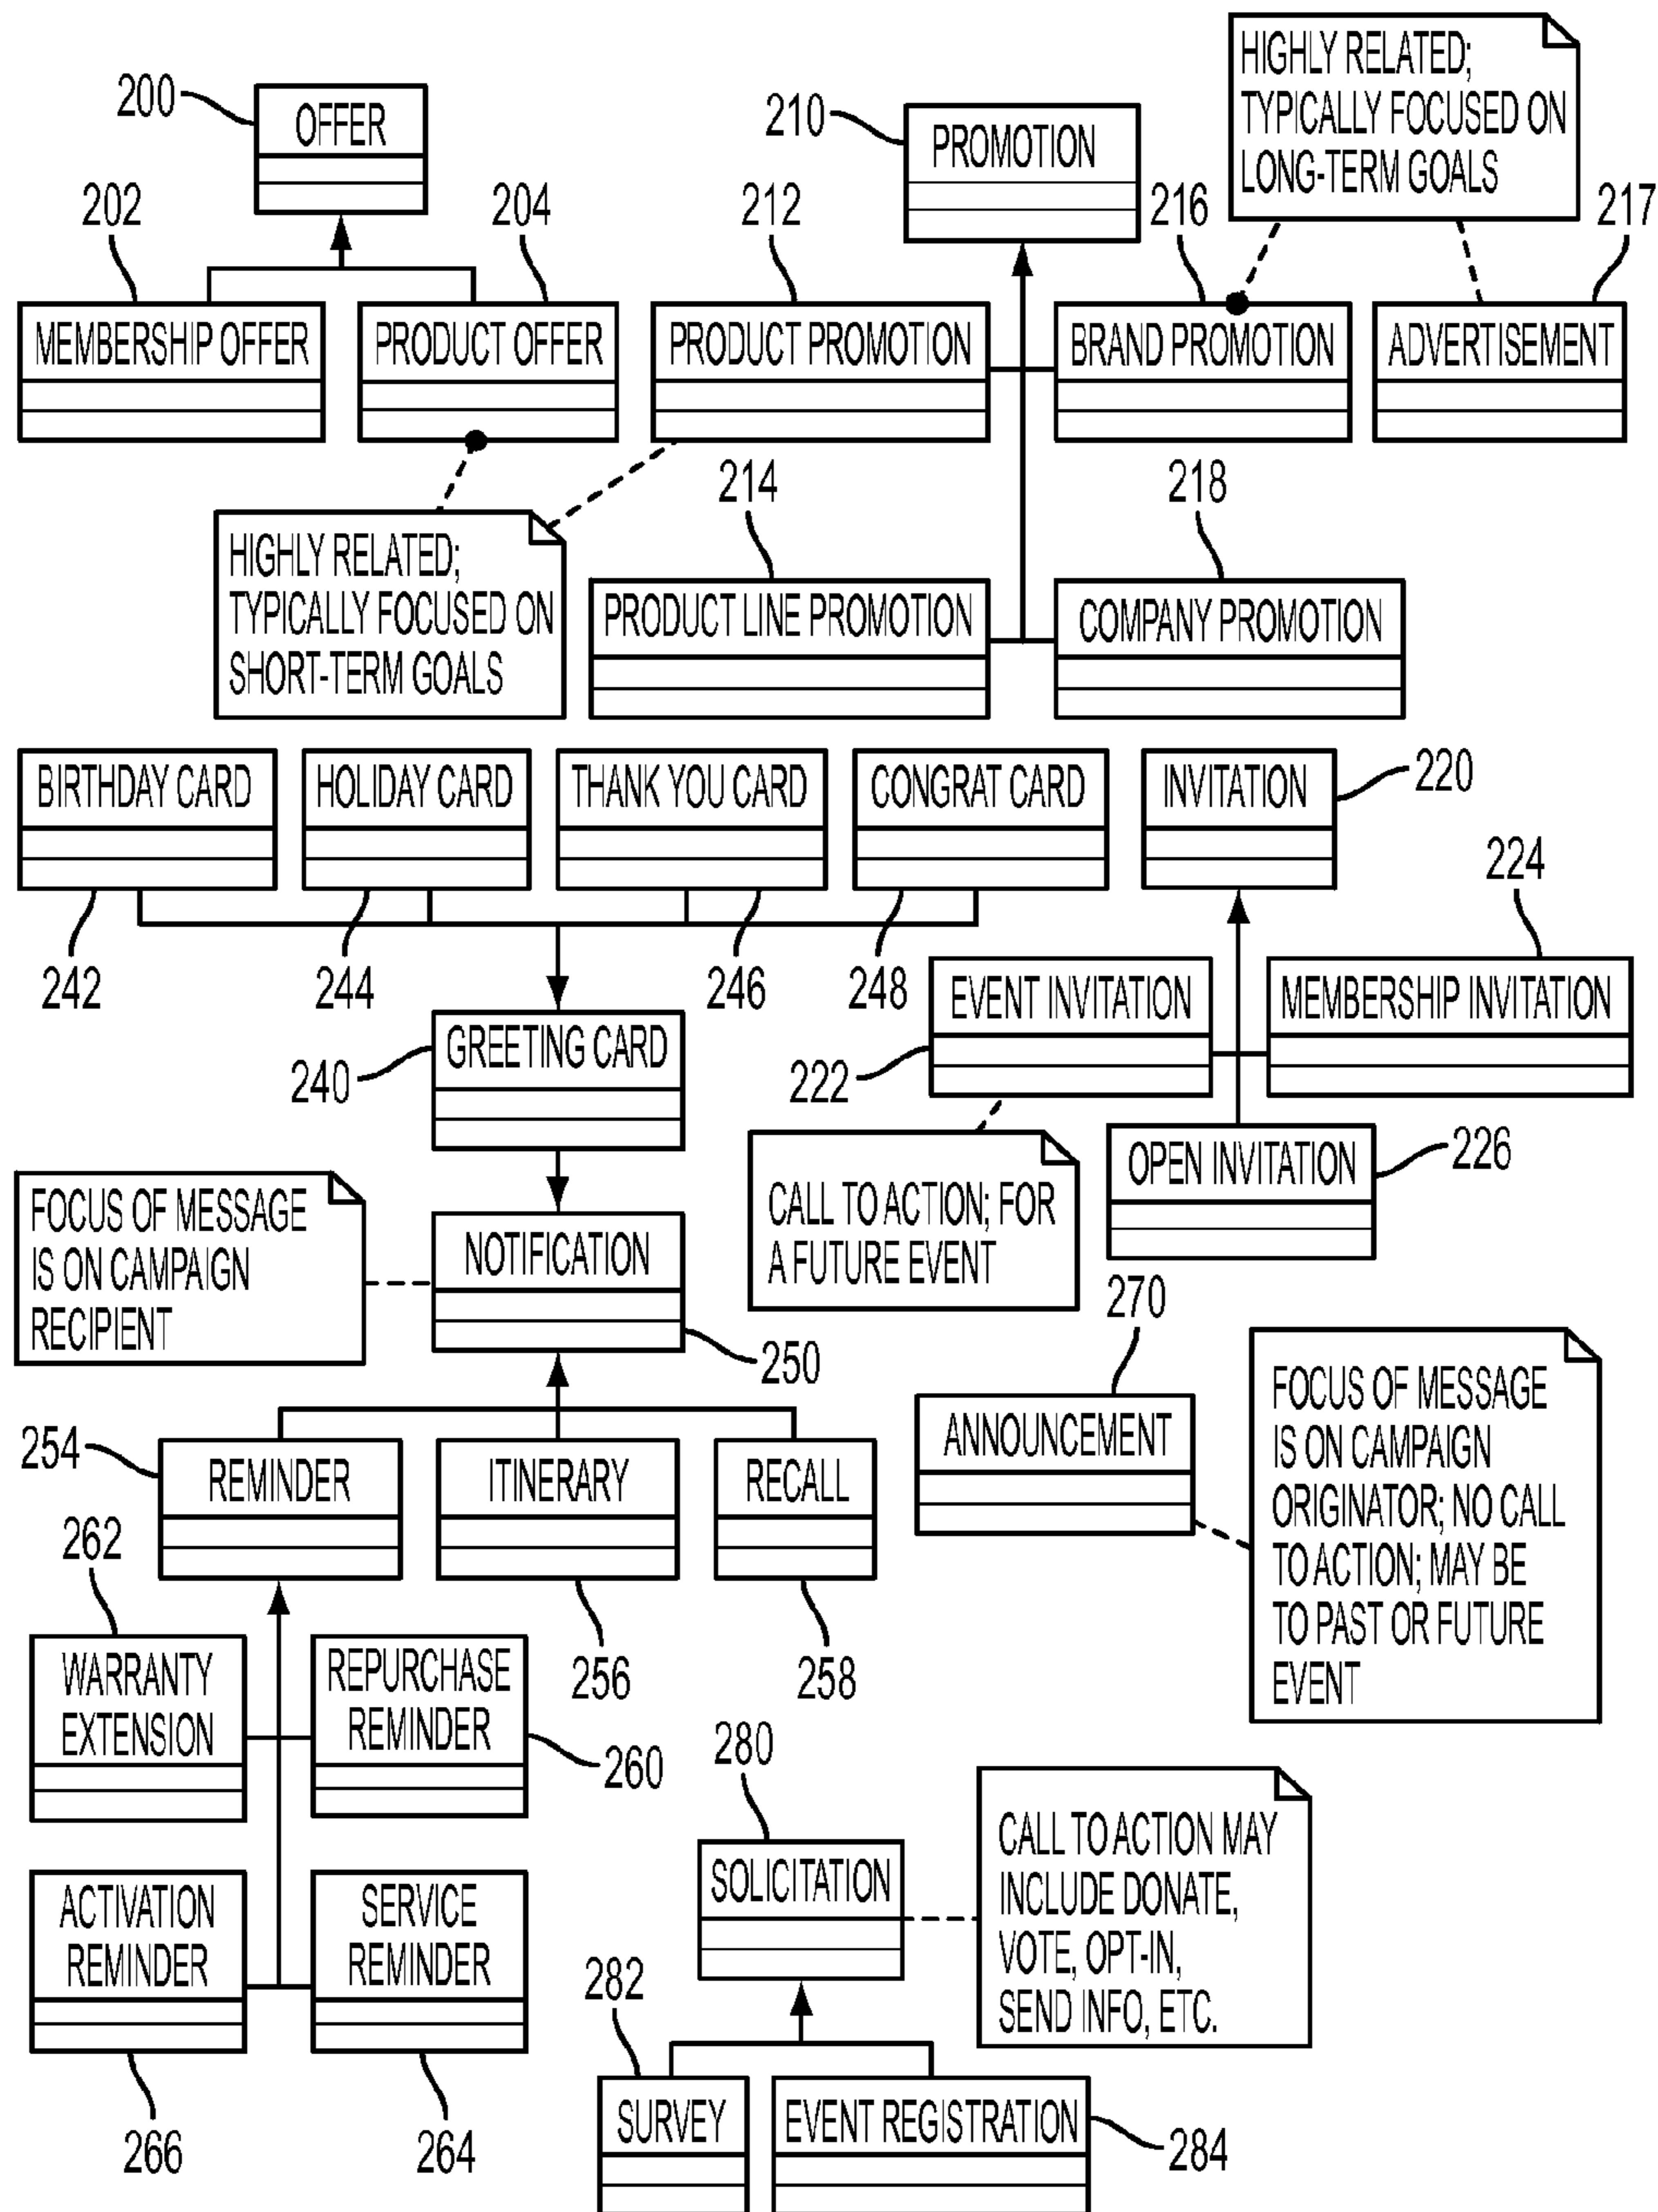 HIGHLY RELATED;
TYPICALLY FOCUSED ON
LONG-TERM GOALS
200
OFFER
210
PROMOTION
202
204
212
216
217
MEMBERSHIP OFFER
PRODUCT OFFER
PRODUCT PROMOTION
BRAND PROMOTION
ADVERTISEMENT
214
218
HIGHLY RELATED;
TYPICALLY FOCUSED ON
SHORT-TERM GOALS
PRODUCT LINE PROMOTION
COMPANY PROMOTION
BIRTHDAY CARD
HOLIDAY CARD
THANK YOU CARD
CONGRAT CARD
INVITATION
220
224
242
244
246
248
EVENT INVITATION
MEMBERSHIP INVITATION
GREETING CARD
240
222
OPEN INVITATION
226
CALL TO ACTION; FOR
A FUTURE EVENT
FOCUS OF MESSAGE
IS ON CAMPAIGN
RECIPIENT
NOTIFICATION
250
270
ANNOUNCEMENT
FOCUS OF MESSAGE
IS ON CAMPAIGN
ORIGINATOR; NO CALL
TO ACTION; MAY BE
TO PAST OR FUTURE
EVENT
254
REMINDER
ITINERARY
RECALL
262
256
258
WARRANTY
EXTENSION
REPURCHASE
REMINDER
260
280
SOLICITATION
CALL TO ACTION MAY
INCLUDE DONATE,
VOTE, OPT-IN,
SEND INFO, ETC.
ACTIVATION
REMINDER
SERVICE
REMINDER
282
266
264
SURVEY
EVENT REGISTRATION
284